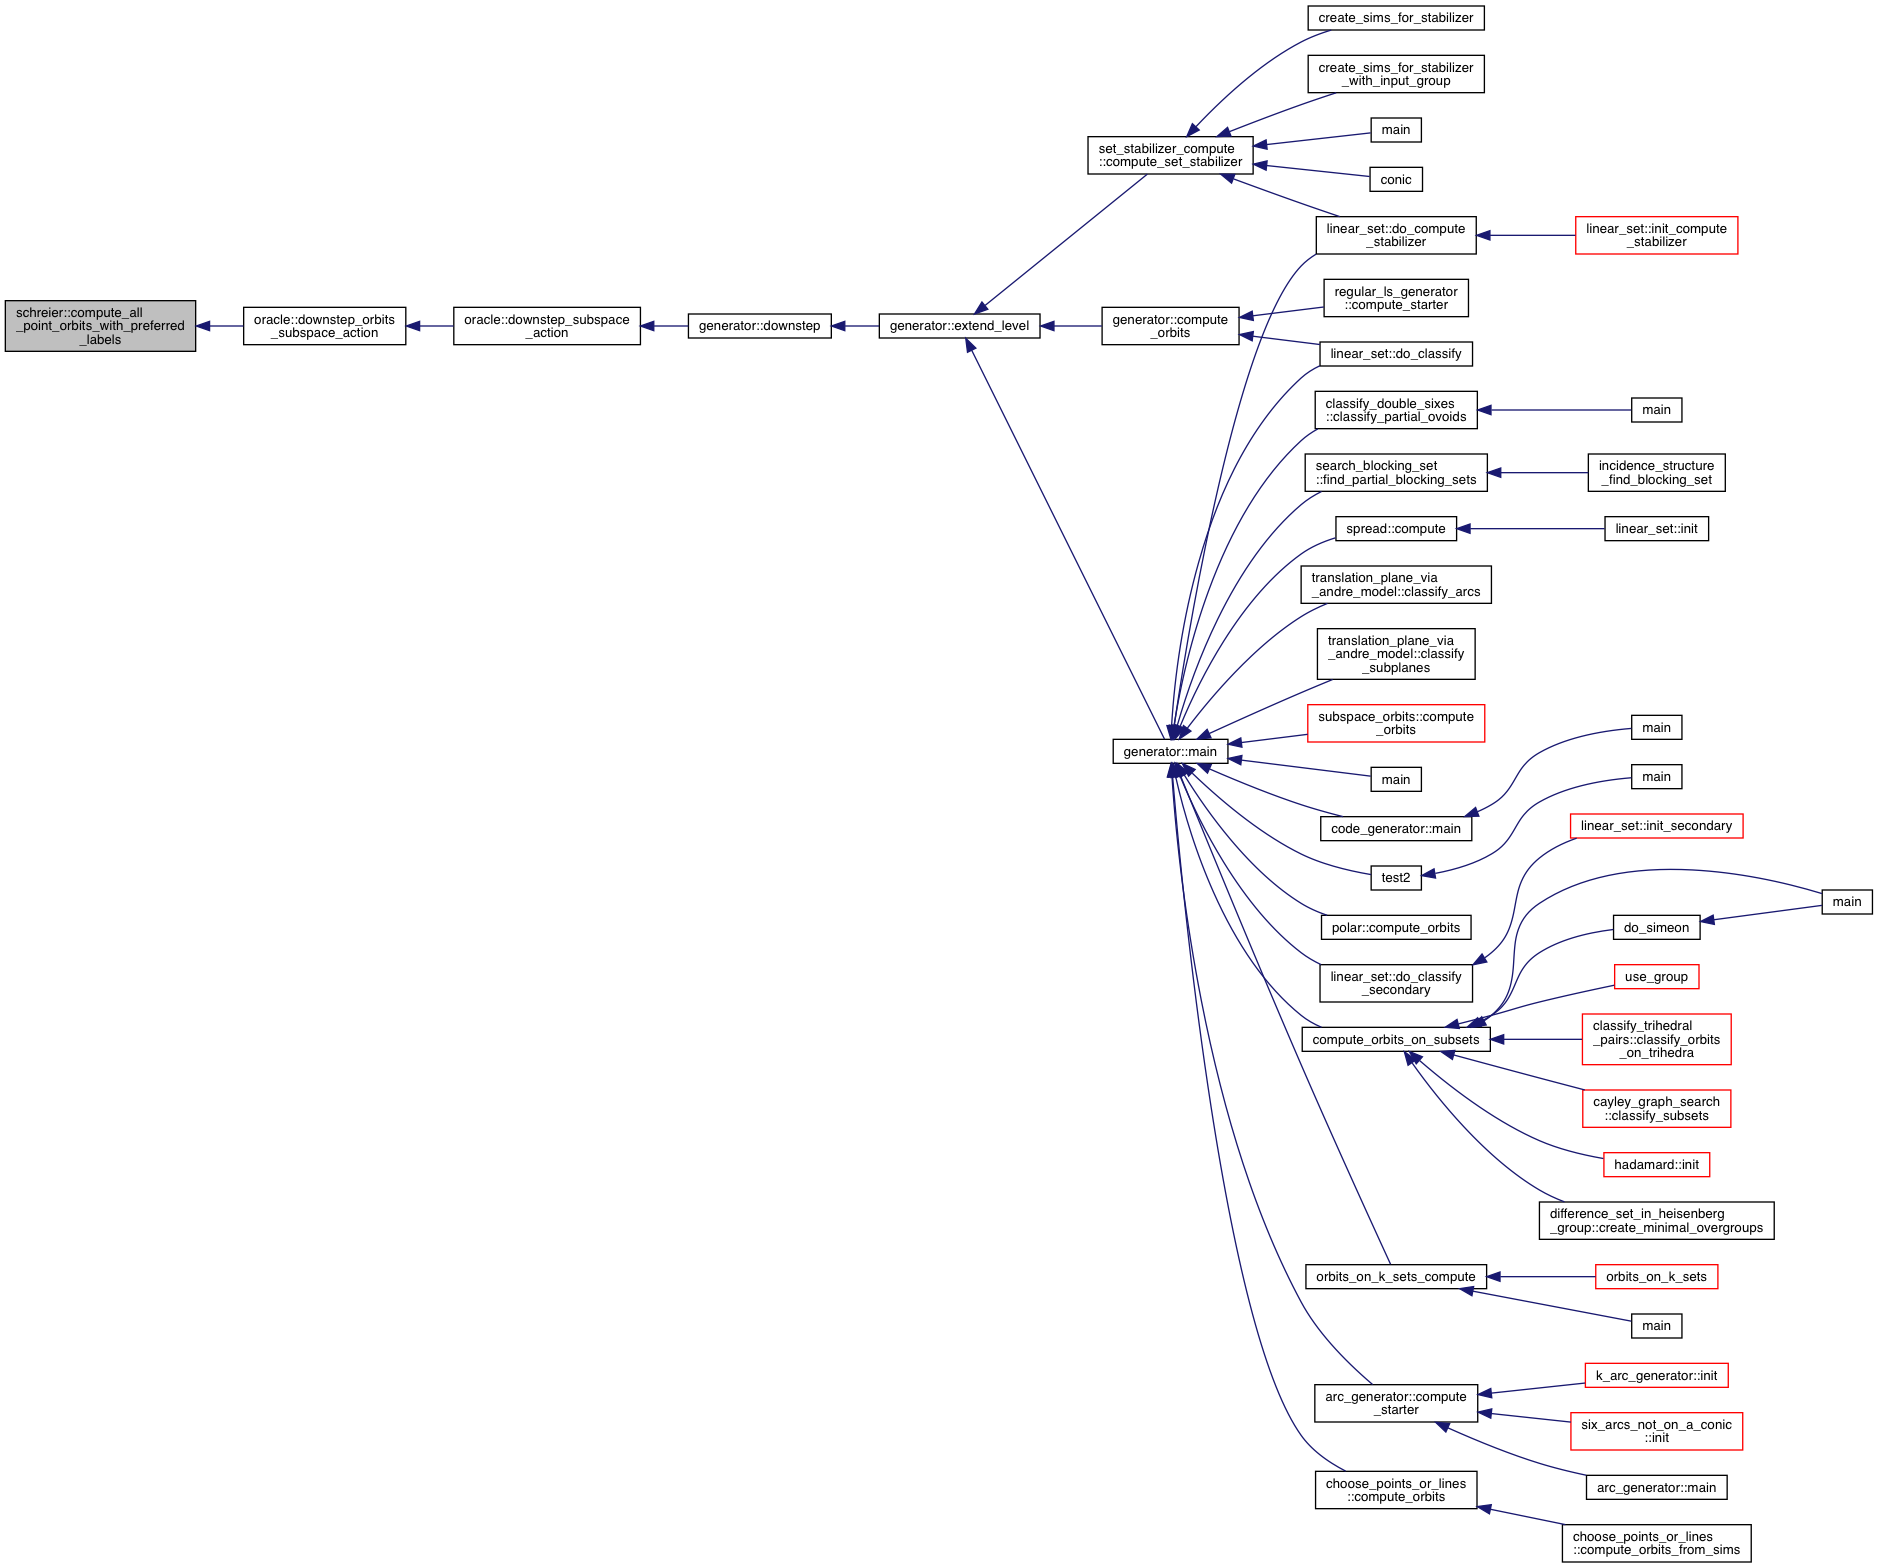 schreier::compute_all
_point_orbits_with_preferred
_labels
oracle::downstep_orbits
_subspace_action
oracle::downstep_subspace
_action
generator::downstep
generator::extend_level
set_stabilizer_compute
::compute_set_stabilizer
generator::compute
_orbits
generator::main
create_sims_for_stabilizer
create_sims_for_stabilizer
_with_input_group
main
conic
linear_set::do_compute
_stabilizer
linear_set::init_compute
_stabilizer
regular_ls_generator
::compute_starter
linear_set::do_classify
classify_double_sixes
::classify_partial_ovoids
main
search_blocking_set
::find_partial_blocking_sets
incidence_structure
_find_blocking_set
spread::compute
linear_set::init
translation_plane_via
_andre_model::classify_arcs
translation_plane_via
_andre_model::classify
_subplanes
subspace_orbits::compute
_orbits
main
main
code_generator::main
main
test2
linear_set::init_secondary
polar::compute_orbits
main
do_simeon
linear_set::do_classify
_secondary
use_group
compute_orbits_on_subsets
classify_trihedral
_pairs::classify_orbits
_on_trihedra
cayley_graph_search
::classify_subsets
hadamard::init
difference_set_in_heisenberg
_group::create_minimal_overgroups
orbits_on_k_sets_compute
orbits_on_k_sets
main
arc_generator::compute
_starter
k_arc_generator::init
six_arcs_not_on_a_conic
::init
arc_generator::main
choose_points_or_lines
::compute_orbits
choose_points_or_lines
::compute_orbits_from_sims